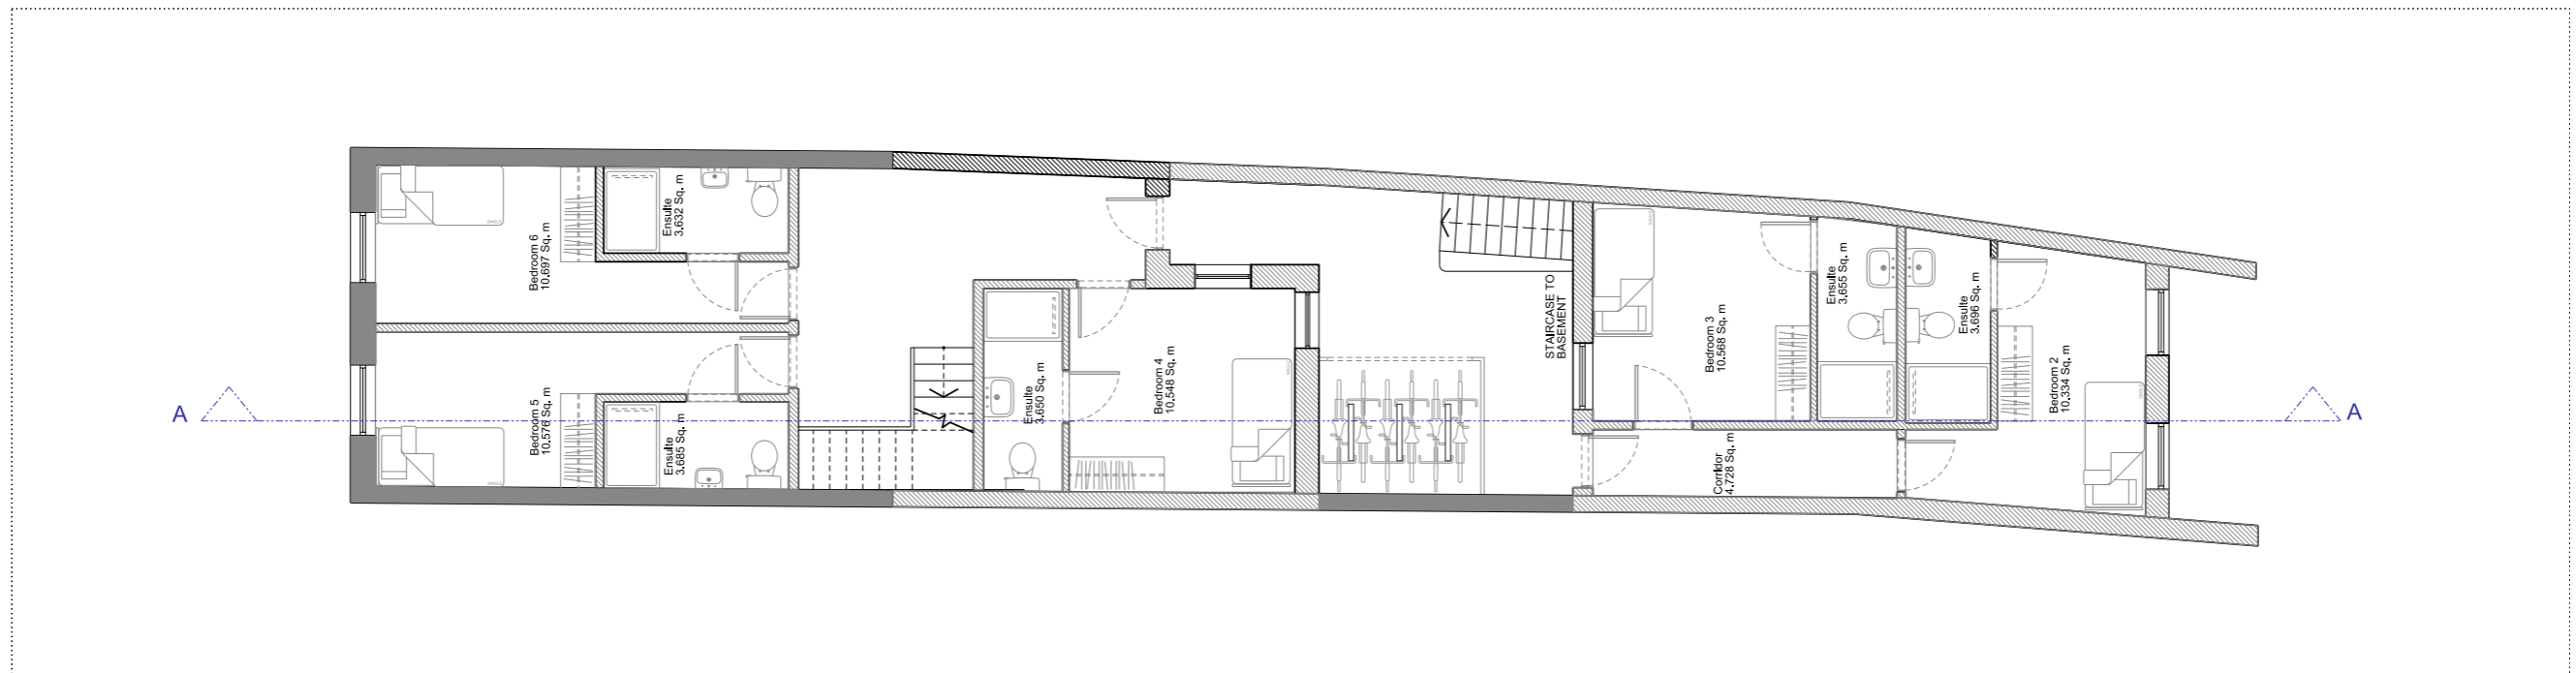 A
Bedroom 6
10.697 Sq. m
Ensuite
3.632 Sq. m
Bedroom 5
10.576 Sq. m
Ensuite
3.685 Sq. m
Ensuite
3.650 Sq. m
Bedroom 4
10.548 Sq. m
STAIRCASE TO
BASEMENT
Bedroom 3
10.568 Sq. m
Ensuite
3.655 Sq. m
Ensuite
3.696 Sq. m
Bedroom 2
10.334 Sq. m
Corridor
4.728 Sq. m
A